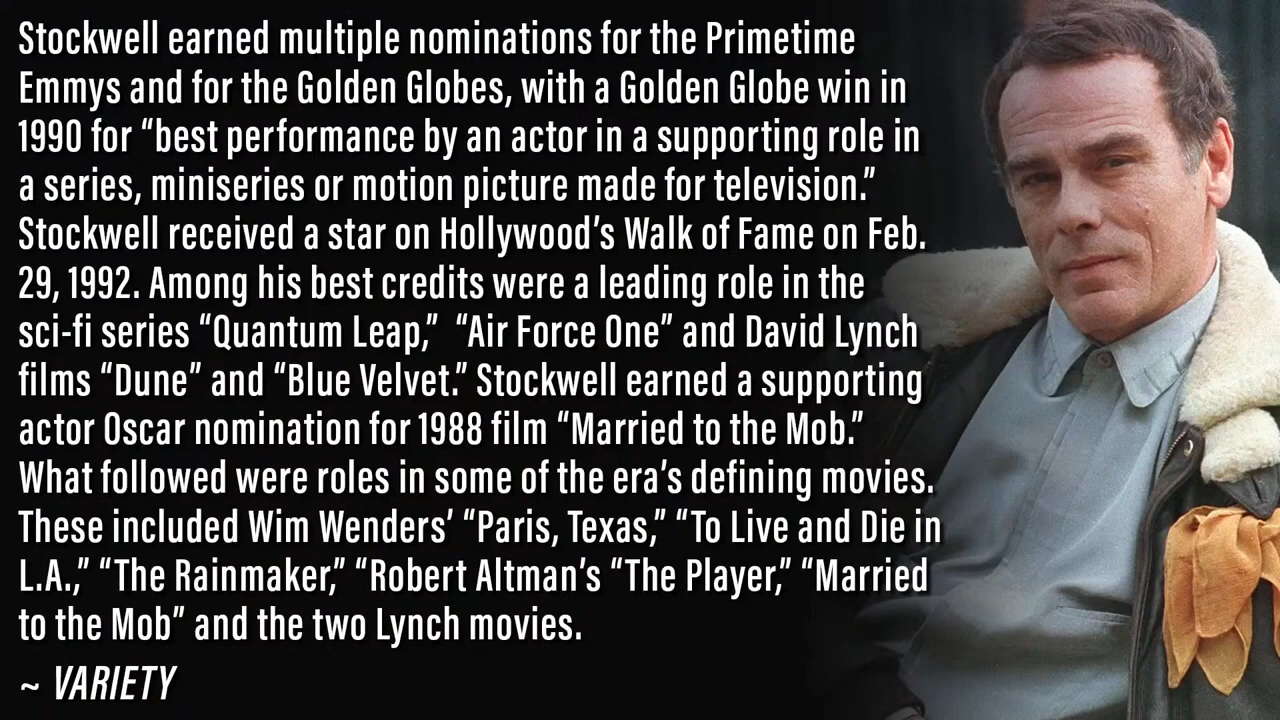 Stockwell earned multiple nominations for the Primetime
Emmys and for the Golden Globes, with a Golden Globe win in
1990 for “best performance by an actor in a supporting role in
a series, miniseries or motion picture made for television.”
Stockwell received a star on Hollywood’s Walk of Fame on Feb.
29, 1992. Among his best credits were a leading role in the
sci-fi series “Quantum Leap,”  “Air Force One” and David Lynch
films “Dune” and “Blue Velvet.” Stockwell earned a supporting
actor Oscar nomination for 1988 film “Married to the Mob.”
What followed were roles in some of the era’s defining movies.
These included Wim Wenders’ “Paris, Texas,” “To Live and Die in
L.A.,” “The Rainmaker,” “Robert Altman’s “The Player,” “Married
to the Mob” and the two Lynch movies.
~ VARIETY